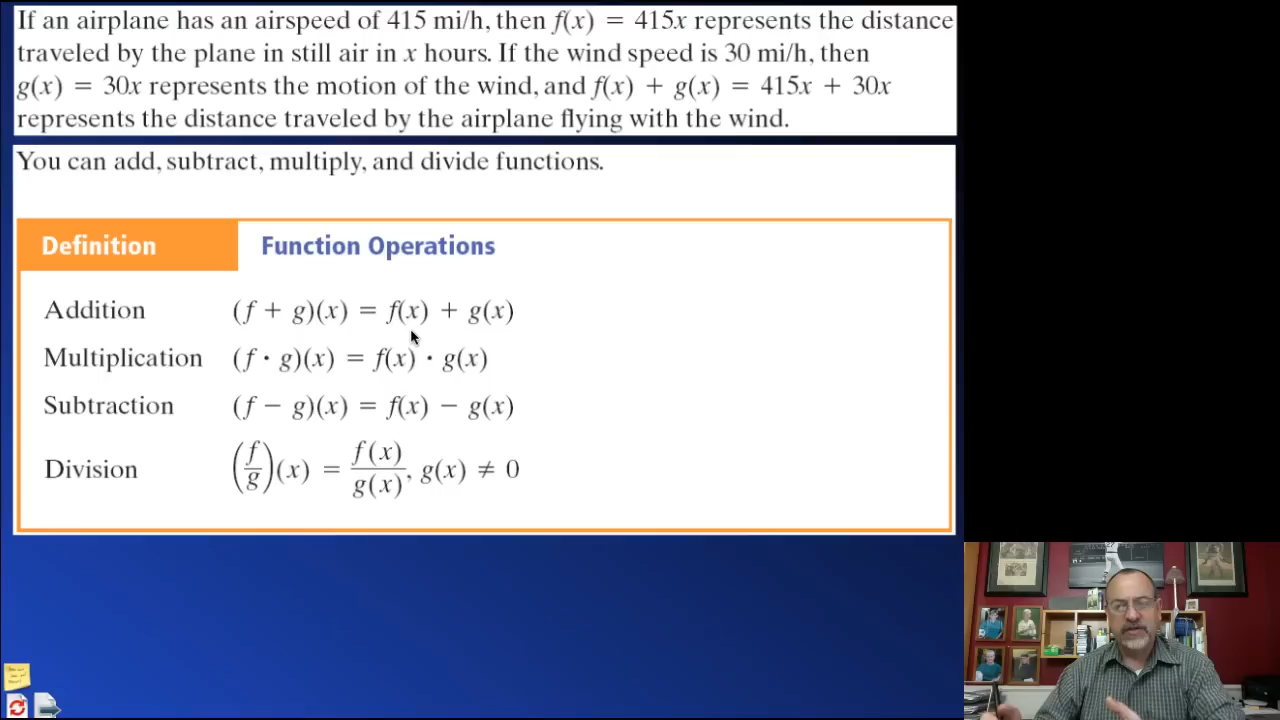 If an airplane has an airspeed of 415 mi/h, then f(x) = 415x represents the distance
traveled by the plane in still air in x hours. If the wind speed is 30 mi/h, then
g(x) = 30x represents the motion of the wind, and f(x) + g(x) = 415x + 30x
represents the distance traveled by the airplane flying with the wind.
You can add, subtract, multiply, and divide functions.
Definition Function Operations
Addition (f + g)(x) = f(x) + g(x)
Multiplication (f · g)(x) = f(x) · g(x)
Subtraction (f − g)(x) = f(x) − g(x)
Division (f/g)(x) = f(x)/g(x), g(x) ≠ 0